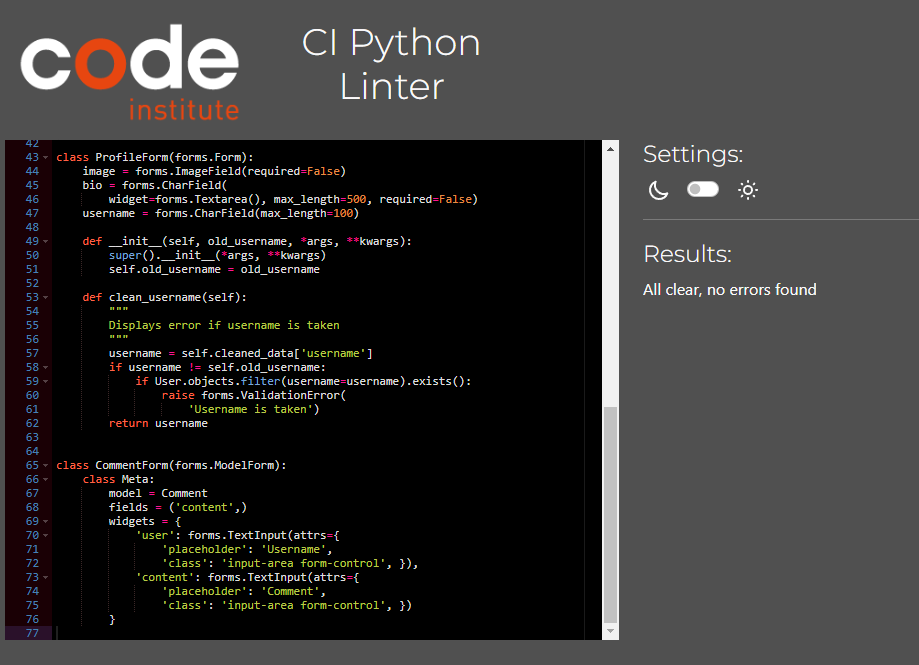 code
institute
CI Python
Linter
42
43 class ProfileForm(forms.Form):
44     image = forms.ImageField(required=False)
45     bio = forms.CharField(
46         widget=forms.Textarea(), max_length=500, required=False)
47     username = forms.CharField(max_length=100)
48
49     def __init__(self, old_username, *args, **kwargs):
50         super().__init__(*args, **kwargs)
51         self.old_username = old_username
52
53     def clean_username(self):
54         """
55         Displays error if username is taken
56         """
57         username = self.cleaned_data['username']
58         if username != self.old_username:
59             if User.objects.filter(username=username).exists():
60                 raise forms.ValidationError(
61                     'Username is taken')
62         return username
63
64
65 class CommentForm(forms.ModelForm):
66     class Meta:
67         model = Comment
68         fields = ('content',)
69         widgets = {
70             'user': forms.TextInput(attrs={
71                 'placeholder': 'Username',
72                 'class': 'input-area form-control', }),
73             'content': forms.TextInput(attrs={
74                 'placeholder': 'Comment',
75                 'class': 'input-area form-control', })
76         }
77
Settings:
Results:
All clear, no errors found